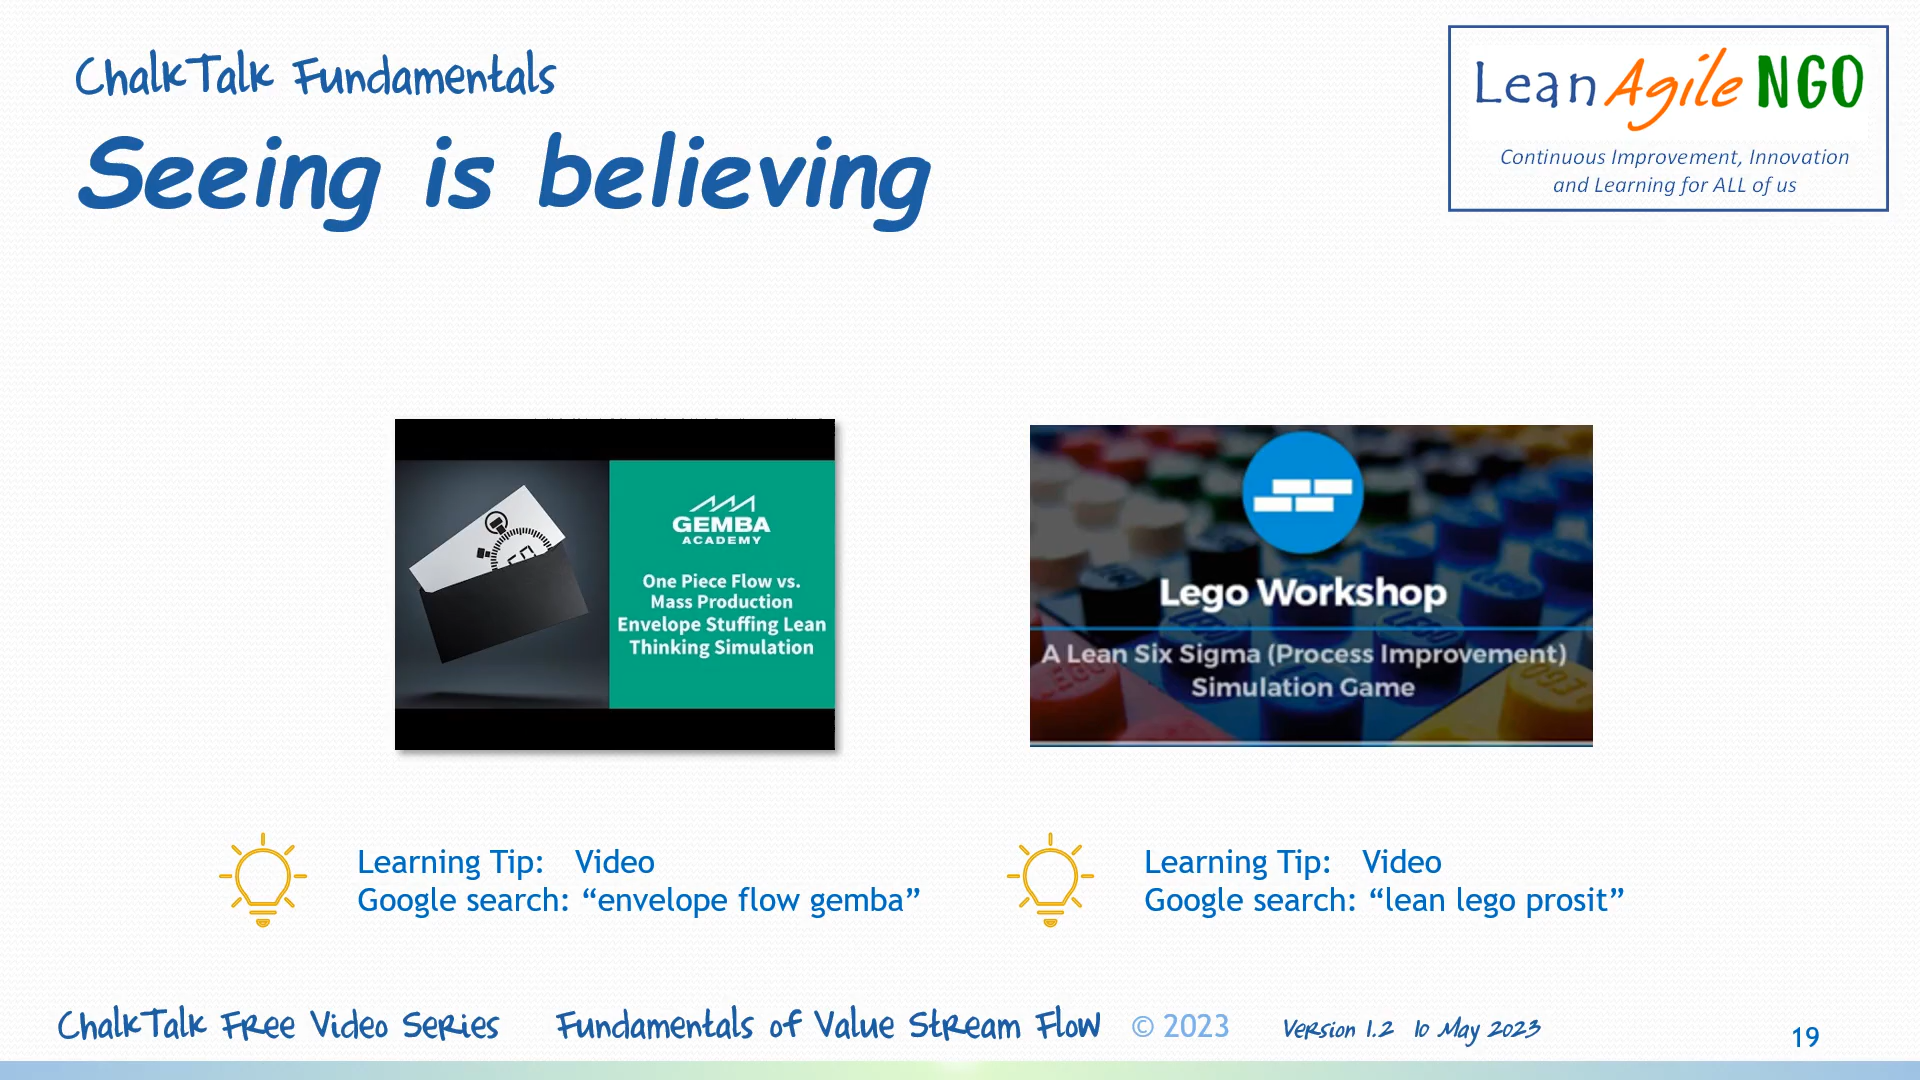 ChalkTalk Fundamentals
Seeing is believing
Lean Agile NGO
Continuous Improvement, Innovation
and Learning for ALL of us
GEMBA
ACADEMY
One Piece Flow vs.
Mass Production
Envelope Stuffing Lean
Thinking Simulation
Lego Workshop
A Lean Six Sigma (Process Improvement)
Simulation Game
Learning Tip: Video
Google search: “envelope flow gemba”
Learning Tip: Video
Google search: “lean lego prosit”
ChalkTalk Free Video Series Fundamentals of Value Stream Flow © 2023 Version 1.2 10 May 2023
19